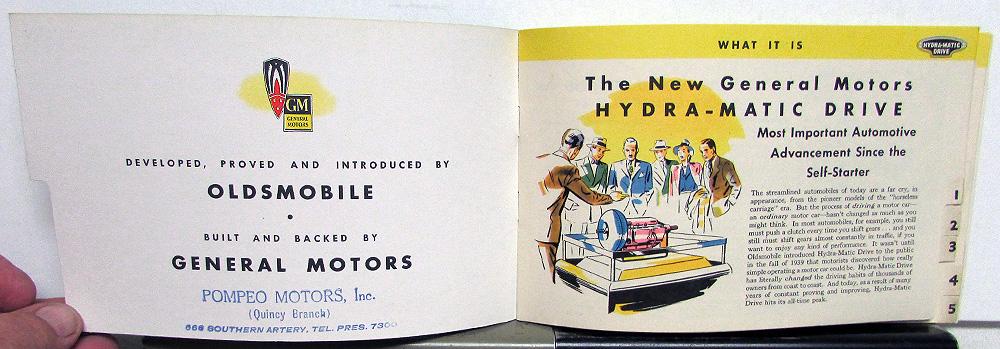 GM
GENERAL
MOTORS
DEVELOPED, PROVED AND INTRODUCED BY
OLDSMOBILE
•
BUILT AND BACKED BY
GENERAL MOTORS
POMPEO MOTORS, Inc.
(Quincy Branch)
666 SOUTHERN ARTERY, TEL. PRES. 7300
WHAT IT IS
HYDRA-MATIC
DRIVE
The New General Motors
HYDRA-MATIC DRIVE
Most Important Automotive
Advancement Since the
Self-Starter
The streamlined automobiles of today are a far cry, in
appearance, from the pioneer models of the "horseless
carriage" era. But the process of driving a motor car—
an ordinary motor car—hasn't changed as much as you
might think. In most automobiles, for example, you still
must push a clutch every time you shift gears . . . and you
still must shift gears almost constantly in traffic, if you
want to enjoy any kind of performance. It wasn't until
Oldsmobile introduced Hydra-Matic Drive to the public
in the fall of 1939 that motorists discovered how really
simple operating a motor car could be. Hydra-Matic Drive
has literally changed the driving habits of thousands of
owners from coast to coast. And today, as a result of many
years of constant proving and improving, Hydra-Matic
Drive hits its all-time peak.
1
2
3
4
5